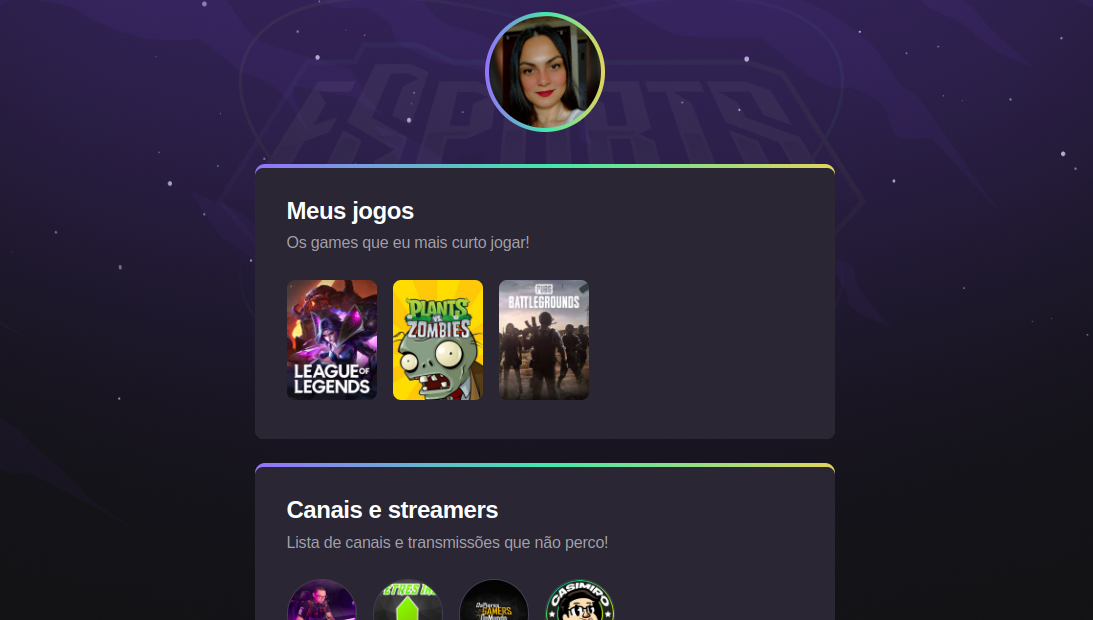 ESPORTS
Meus jogos
Os games que eu mais curto jogar!
LEAGUE OF
LEGENDS
PLANTS
VS.
ZOMBIES
PUBG
BATTLEGROUNDS
Canais e streamers
Lista de canais e transmissões que não perco!
GAMERS
CASIMIRO